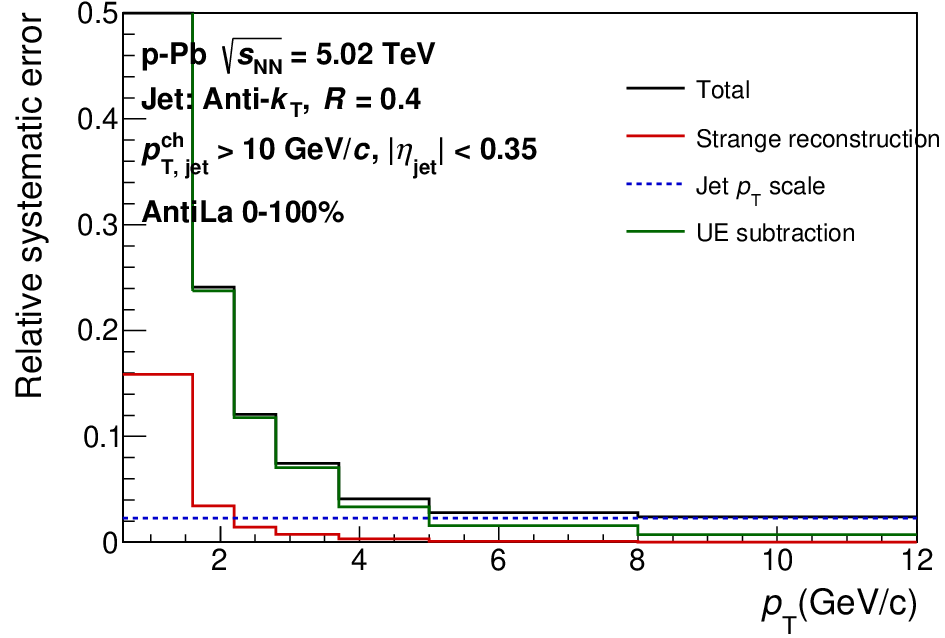 Relative systematic error
0.5
0.4
0.3
0.2
0.1
0
p-Pb √s_NN = 5.02 TeV
Jet: Anti-k_T, R = 0.4
p^ch_T, jet > 10 GeV/c, |η_jet| < 0.35
AntiLa 0-100%
Total
Strange reconstruction
Jet p_T scale
UE subtraction
2 4 6 8 10 12
p_T(GeV/c)